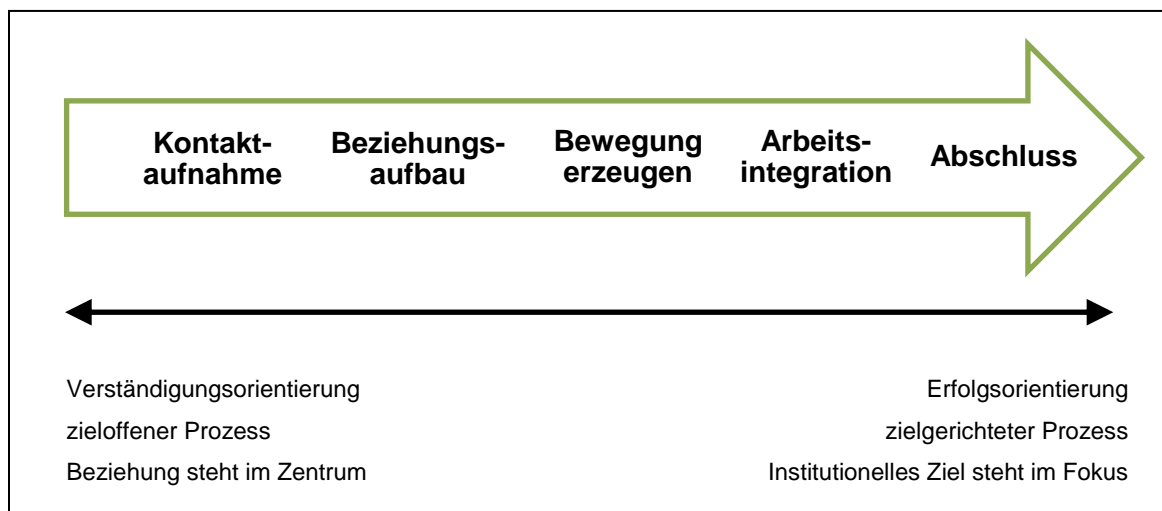 Kontakt-
aufnahme
Beziehungs-
aufbau
Bewegung
erzeugen
Arbeits-
integration
Abschluss
Verständigungsorientierung
zieloffener Prozess
Beziehung steht im Zentrum
Erfolgsorientierung
zielgerichteter Prozess
Institutionelles Ziel steht im Fokus